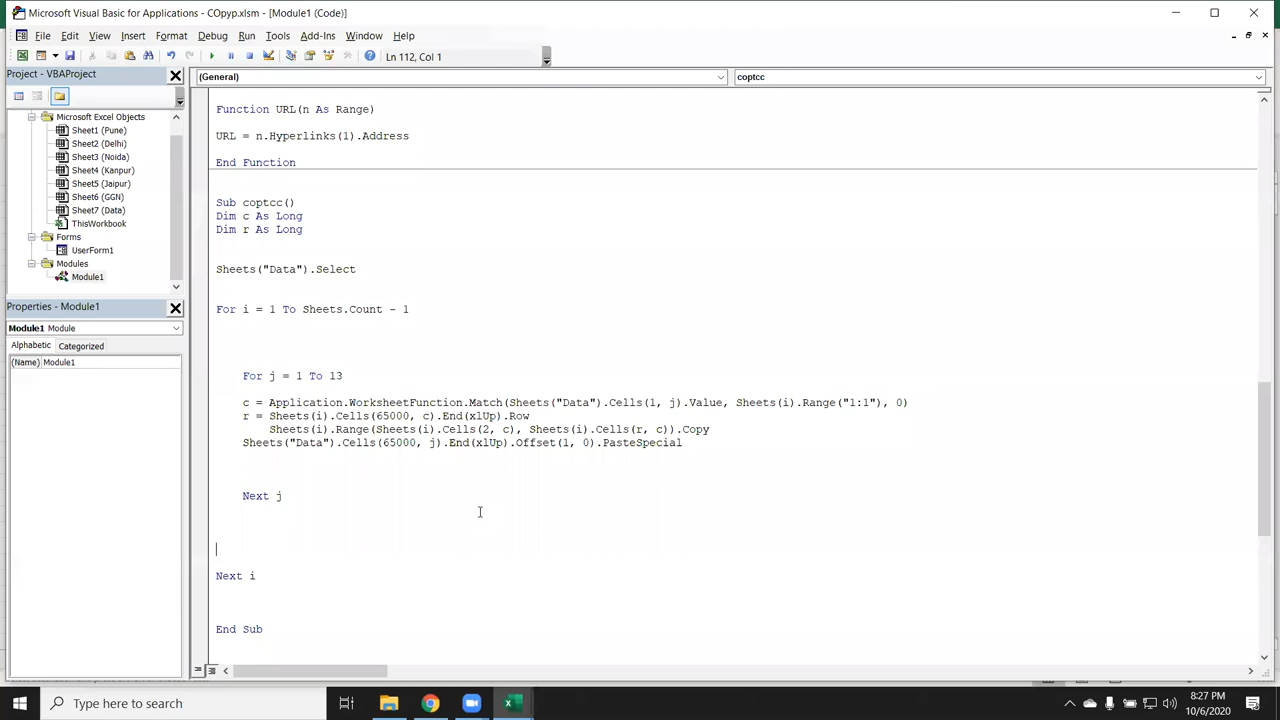 Microsoft Visual Basic for Applications - COpyp.xlsm - [Module1 (Code)]
File Edit View Insert Format Debug Run Tools Add-Ins Window Help
Ln 112, Col 1
Project - VBAProject
(General)
coptcc
Microsoft Excel Objects
Sheet1 (Pune)
Sheet2 (Delhi)
Sheet3 (Noida)
Sheet4 (Kanpur)
Sheet5 (Jaipur)
Sheet6 (GGN)
Sheet7 (Data)
ThisWorkbook
Forms
UserForm1
Modules
Module1
Properties - Module1
Module1 Module
Alphabetic Categorized
(Name) Module1
Function URL(n As Range)
URL = n.Hyperlinks(1).Address
End Function
Sub coptcc()
Dim c As Long
Dim r As Long
Sheets("Data").Select
For i = 1 To Sheets.Count - 1
For j = 1 To 13
c = Application.WorksheetFunction.Match(Sheets("Data").Cells(1, j).Value, Sheets(i).Range("1:1"), 0)
r = Sheets(i).Cells(65000, c).End(xlUp).Row
Sheets(i).Range(Sheets(i).Cells(2, c), Sheets(i).Cells(r, c)).Copy
Sheets("Data").Cells(65000, j).End(xlUp).Offset(1, 0).PasteSpecial
Next j
Next i
End Sub
Type here to search
8:27 PM
10/6/2020